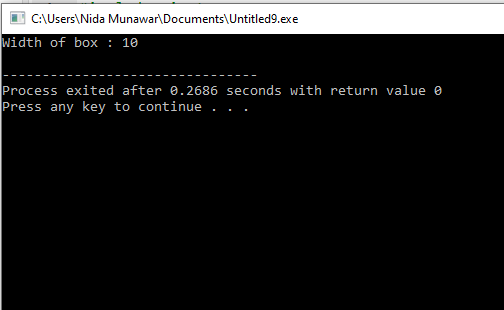 C:\Users\Nida Munawar\Documents\Untitled9.exe
Width of box : 10
--------------------------------
Process exited after 0.2686 seconds with return value 0
Press any key to continue . . .